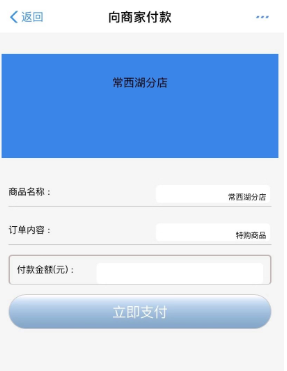 返回 向商家付款 ···
常西湖分店
商品名称： 常西湖分店
订单内容： 特购商品
付款金额(元)：
立即支付